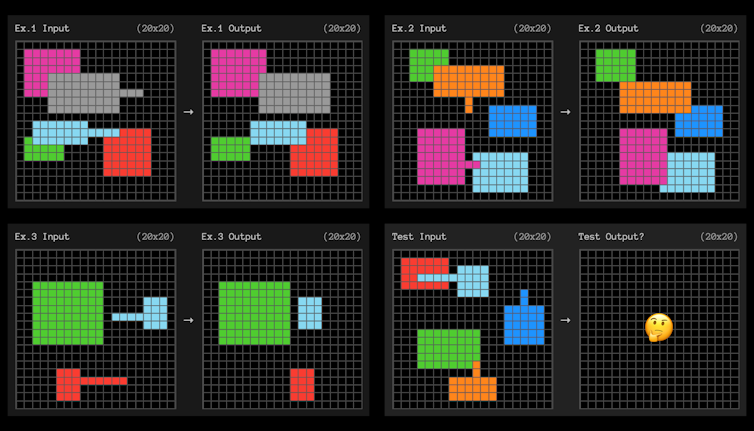 Ex.1 Input (20x20)
Ex.1 Output (20x20)
Ex.2 Input (20x20)
Ex.2 Output (20x20)
→
→
Ex.3 Input (20x20)
Ex.3 Output (20x20)
Test Input (20x20)
Test Output? (20x20)
→
→